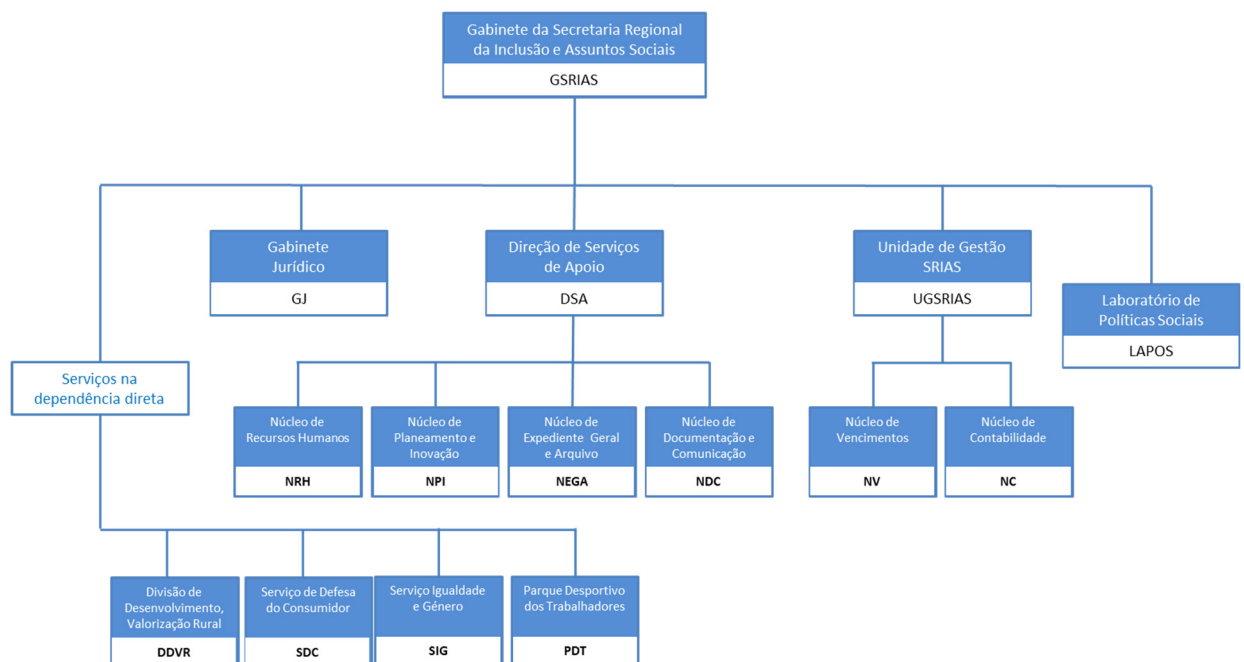 Gabinete da Secretaria Regional
da Inclusão e Assuntos Sociais
GSRIAS
Gabinete
Jurídico
GJ
Direção de Serviços
de Apoio
DSA
Unidade de Gestão
SRIAS
UGSRIAS
Laboratório de
Políticas Sociais
LAPOS
Serviços na
dependência direta
Núcleo de
Recursos Humanos
NRH
Núcleo de
Planeamento e
Inovação
NPI
Núcleo de
Expediente Geral
e Arquivo
NEGA
Núcleo de
Documentação e
Comunicação
NDC
Núcleo de
Vencimentos
NV
Núcleo de
Contabilidade
NC
Divisão de
Desenvolvimento,
Valorização Rural
DDVR
Serviço de Defesa
do Consumidor
SDC
Serviço Igualdade
e Género
SIG
Parque Desportivo
dos Trabalhadores
PDT